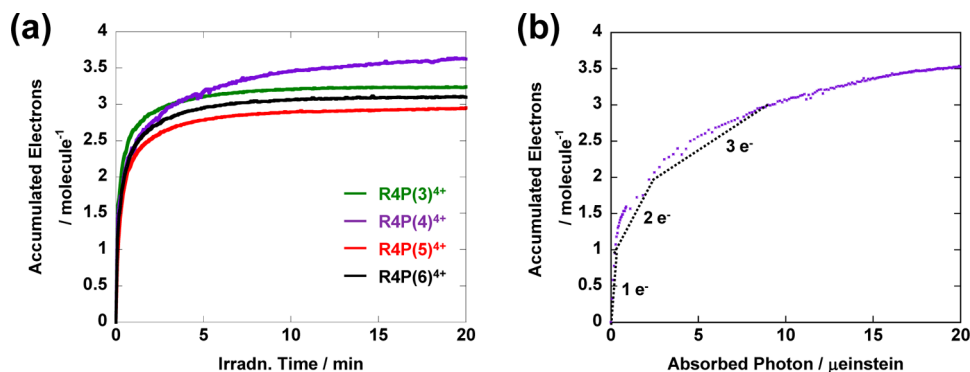 (a)
Accumulated Electrons
/ molecule-1
4
3.5
3
2.5
2
1.5
1
0.5
0
0
5
10
15
20
Irradn. Time / min
R4P(3)4+
R4P(4)4+
R4P(5)4+
R4P(6)4+
(b)
Accumulated Electrons
/ molecule-1
4
3.5
3
2.5
2
1.5
1
0.5
0
0
5
10
15
20
Absorbed Photon / μeinstein
3 e-
2 e-
1 e-